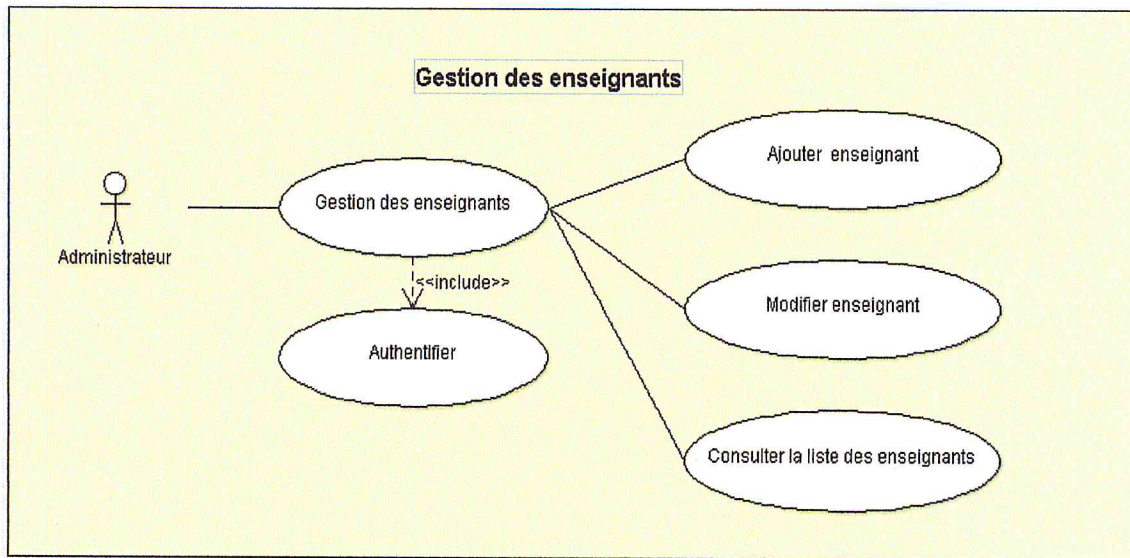 Gestion des enseignants
Ajouter enseignant
Gestion des enseignants
Administrateur
<<include>>
Modifier enseignant
Authentifier
Consulter la liste des enseignants